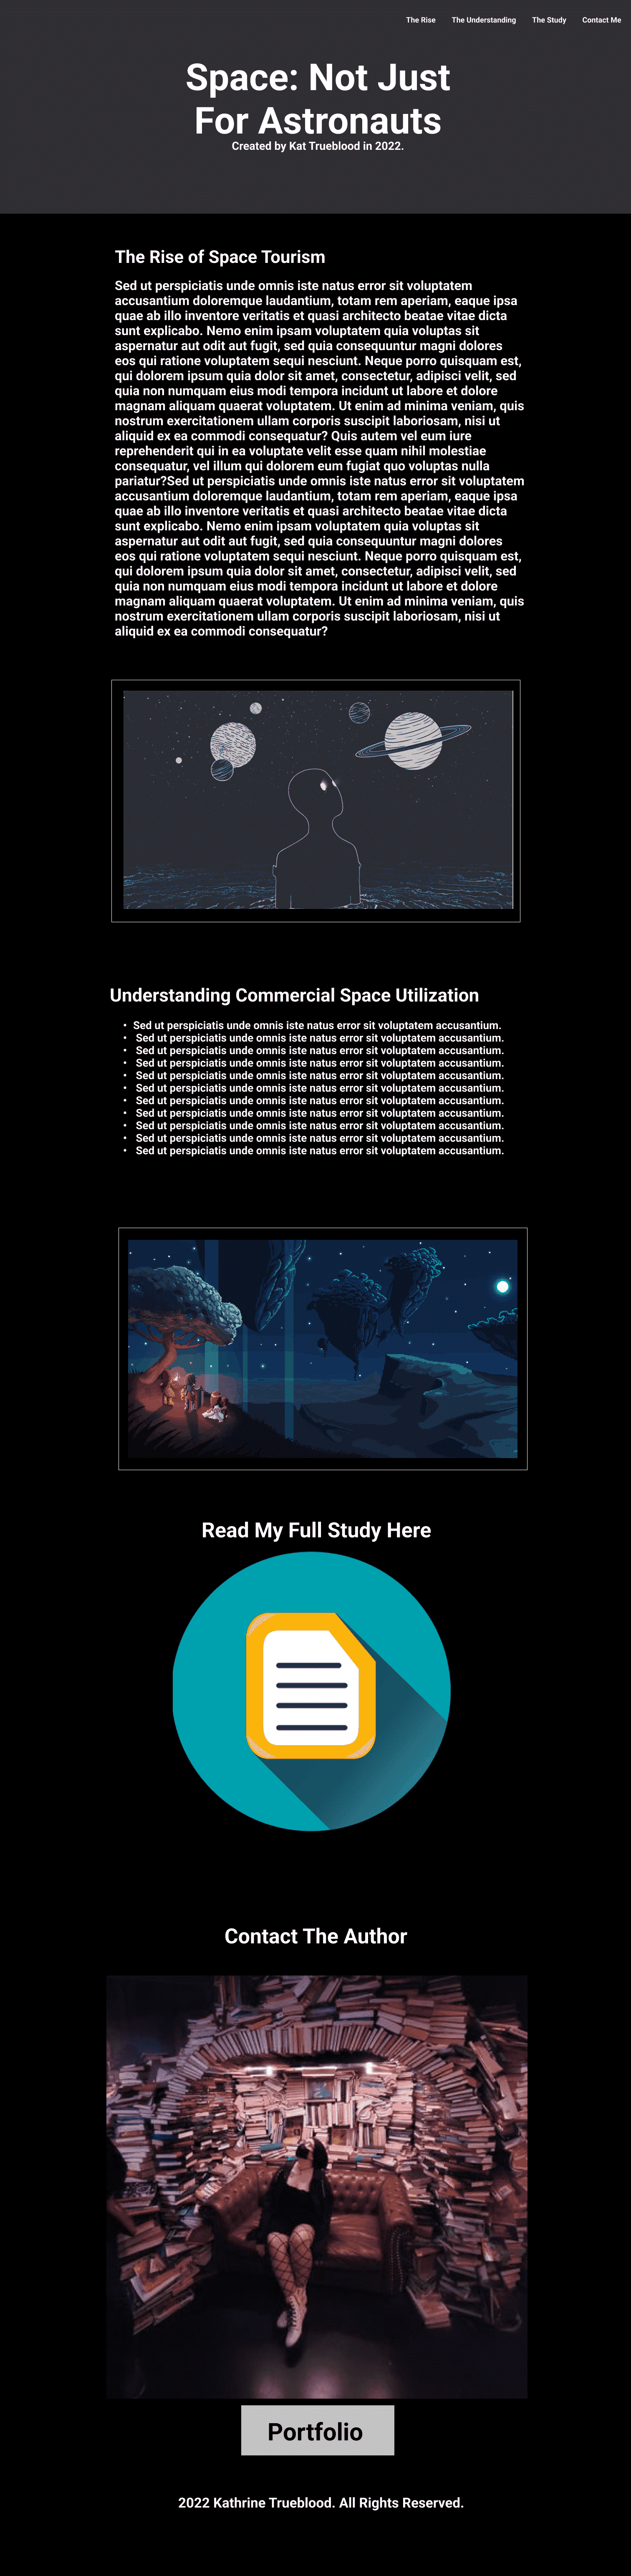 The Rise The Understanding The Study Contact Me
Space: Not Just
For Astronauts
Created by Kat Trueblood in 2022.
The Rise of Space Tourism
Sed ut perspiciatis unde omnis iste natus error sit voluptatem
accusantium doloremque laudantium, totam rem aperiam, eaque ipsa
quae ab illo inventore veritatis et quasi architecto beatae vitae dicta
sunt explicabo. Nemo enim ipsam voluptatem quia voluptas sit
aspernatur aut odit aut fugit, sed quia consequuntur magni dolores
eos qui ratione voluptatem sequi nesciunt. Neque porro quisquam est,
qui dolorem ipsum quia dolor sit amet, consectetur, adipisci velit, sed
quia non numquam eius modi tempora incidunt ut labore et dolore
magnam aliquam quaerat voluptatem. Ut enim ad minima veniam, quis
nostrum exercitationem ullam corporis suscipit laboriosam, nisi ut
aliquid ex ea commodi consequatur? Quis autem vel eum iure
reprehenderit qui in ea voluptate velit esse quam nihil molestiae
consequatur, vel illum qui dolorem eum fugiat quo voluptas nulla
pariatur?Sed ut perspiciatis unde omnis iste natus error sit voluptatem
accusantium doloremque laudantium, totam rem aperiam, eaque ipsa
quae ab illo inventore veritatis et quasi architecto beatae vitae dicta
sunt explicabo. Nemo enim ipsam voluptatem quia voluptas sit
aspernatur aut odit aut fugit, sed quia consequuntur magni dolores
eos qui ratione voluptatem sequi nesciunt. Neque porro quisquam est,
qui dolorem ipsum quia dolor sit amet, consectetur, adipisci velit, sed
quia non numquam eius modi tempora incidunt ut labore et dolore
magnam aliquam quaerat voluptatem. Ut enim ad minima veniam, quis
nostrum exercitationem ullam corporis suscipit laboriosam, nisi ut
aliquid ex ea commodi consequatur?
Understanding Commercial Space Utilization
• Sed ut perspiciatis unde omnis iste natus error sit voluptatem accusantium.
• Sed ut perspiciatis unde omnis iste natus error sit voluptatem accusantium.
• Sed ut perspiciatis unde omnis iste natus error sit voluptatem accusantium.
• Sed ut perspiciatis unde omnis iste natus error sit voluptatem accusantium.
• Sed ut perspiciatis unde omnis iste natus error sit voluptatem accusantium.
• Sed ut perspiciatis unde omnis iste natus error sit voluptatem accusantium.
• Sed ut perspiciatis unde omnis iste natus error sit voluptatem accusantium.
• Sed ut perspiciatis unde omnis iste natus error sit voluptatem accusantium.
• Sed ut perspiciatis unde omnis iste natus error sit voluptatem accusantium.
• Sed ut perspiciatis unde omnis iste natus error sit voluptatem accusantium.
• Sed ut perspiciatis unde omnis iste natus error sit voluptatem accusantium.
Read My Full Study Here
Contact The Author
Portfolio
2022 Kathrine Trueblood. All Rights Reserved.